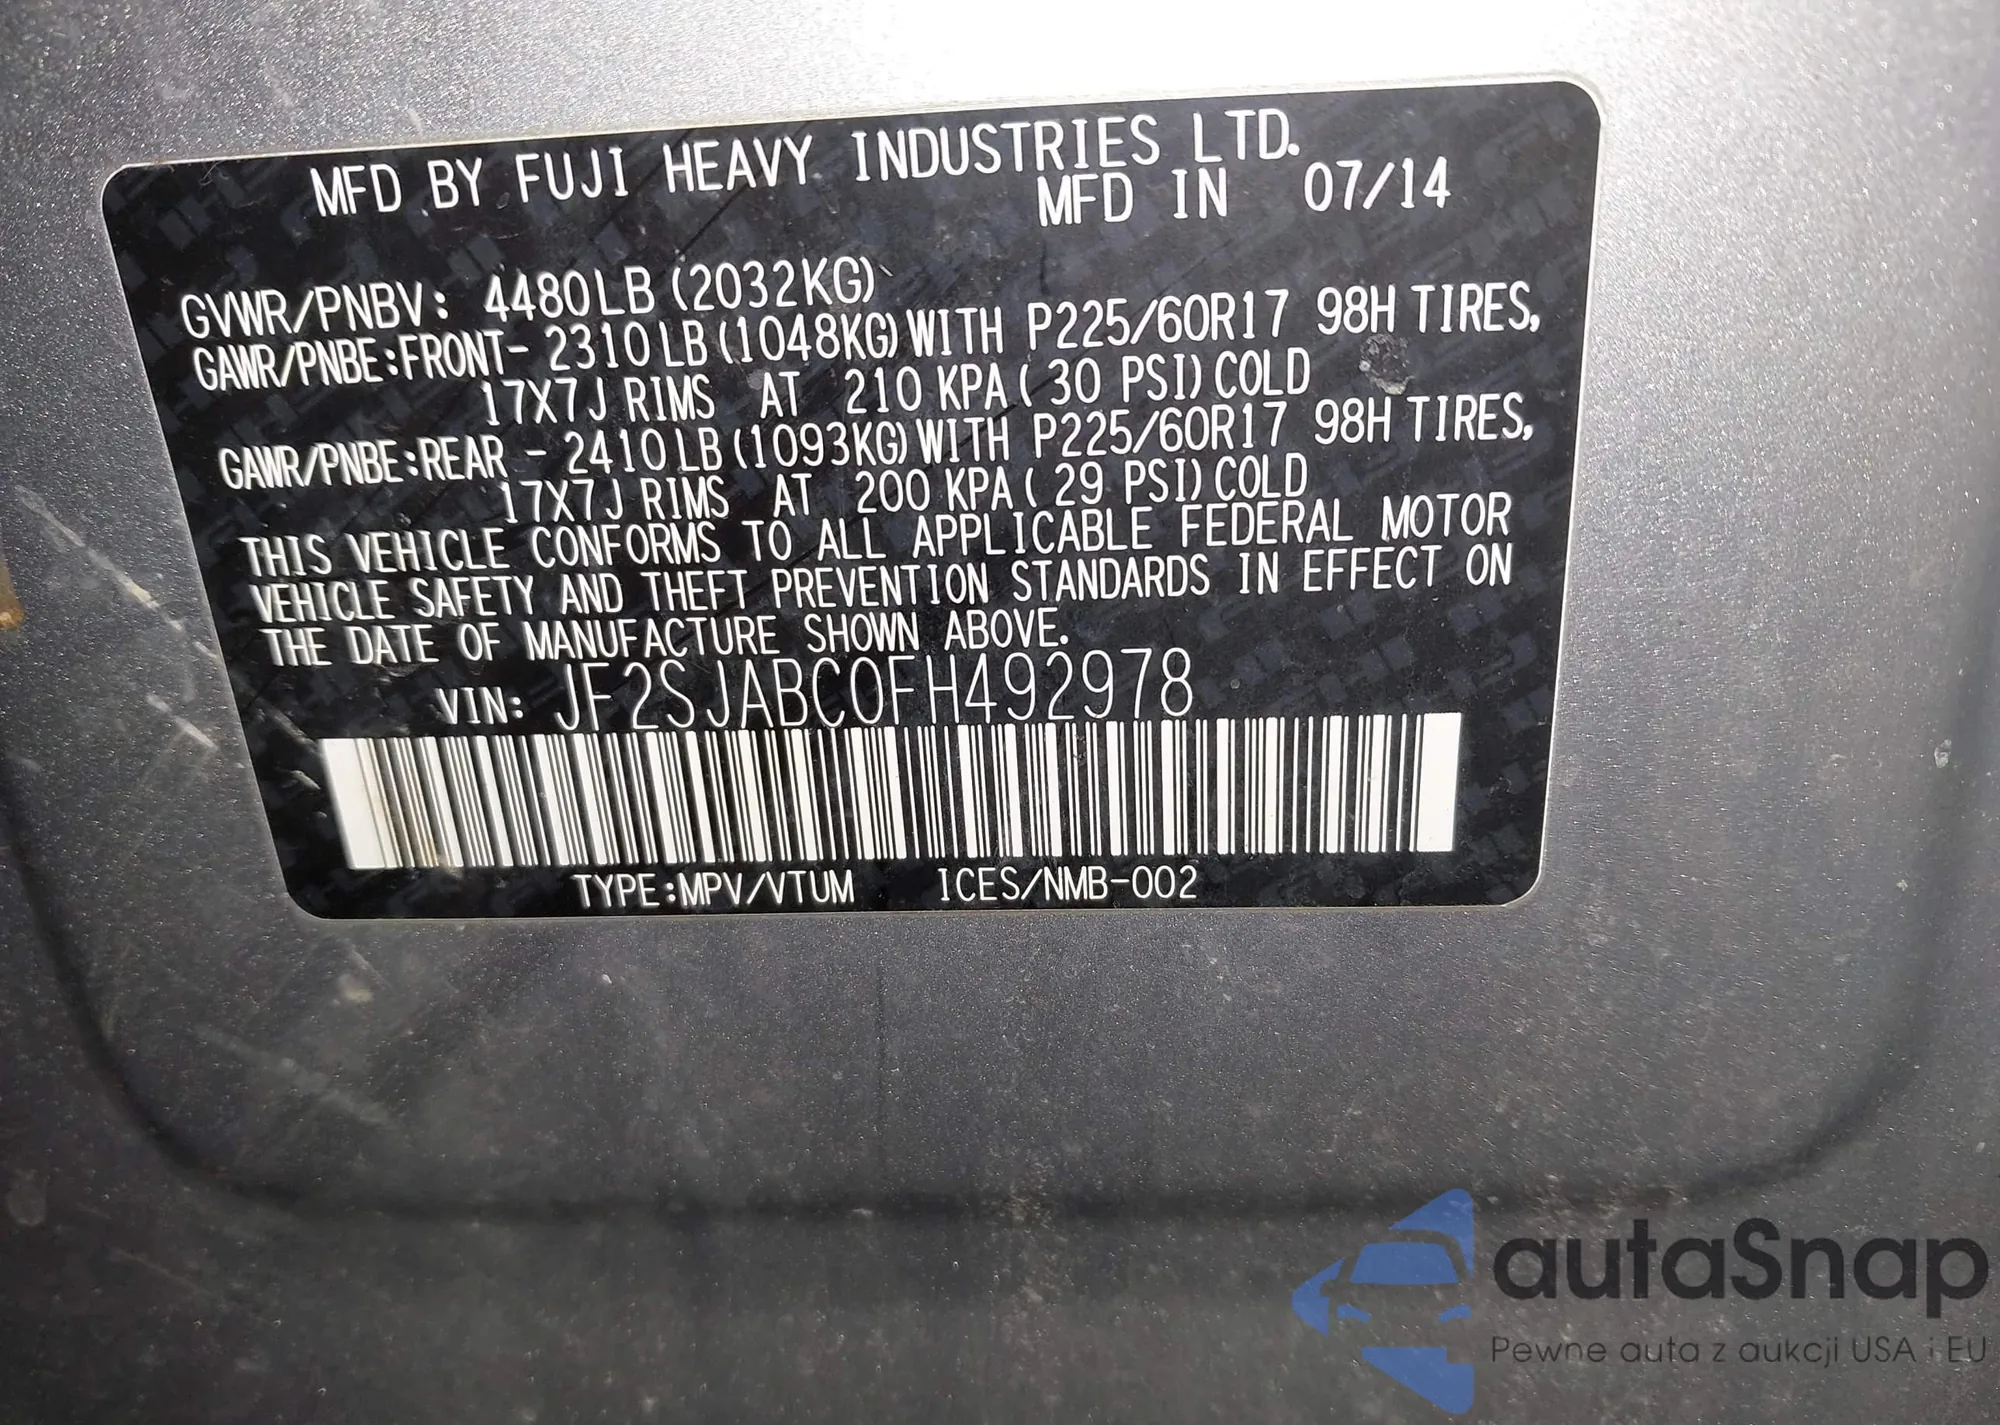 MFD BY FUJI HEAVY INDUSTRIES LTD.
MFD IN 07/14
GVWR/PNBV: 4480LB (2032KG)
GAWR/PNBE:FRONT- 2310LB (1048KG) WITH P225/60R17 98H TIRES,
17X7J RIMS AT 210 KPA ( 30 PSI) COLD
GAWR/PNBE:REAR - 2410LB (1093KG) WITH P225/60R17 98H TIRES,
17X7J RIMS AT 200 KPA ( 29 PSI) COLD
THIS VEHICLE CONFORMS TO ALL APPLICABLE FEDERAL MOTOR
VEHICLE SAFETY AND THEFT PREVENTION STANDARDS IN EFFECT ON
THE DATE OF MANUFACTURE SHOWN ABOVE.
VIN: JF2SJABC0FH492978
TYPE:MPV/VTUM ICES/NMB-002
autaSnap
Pewne auta z aukcji USA i EU